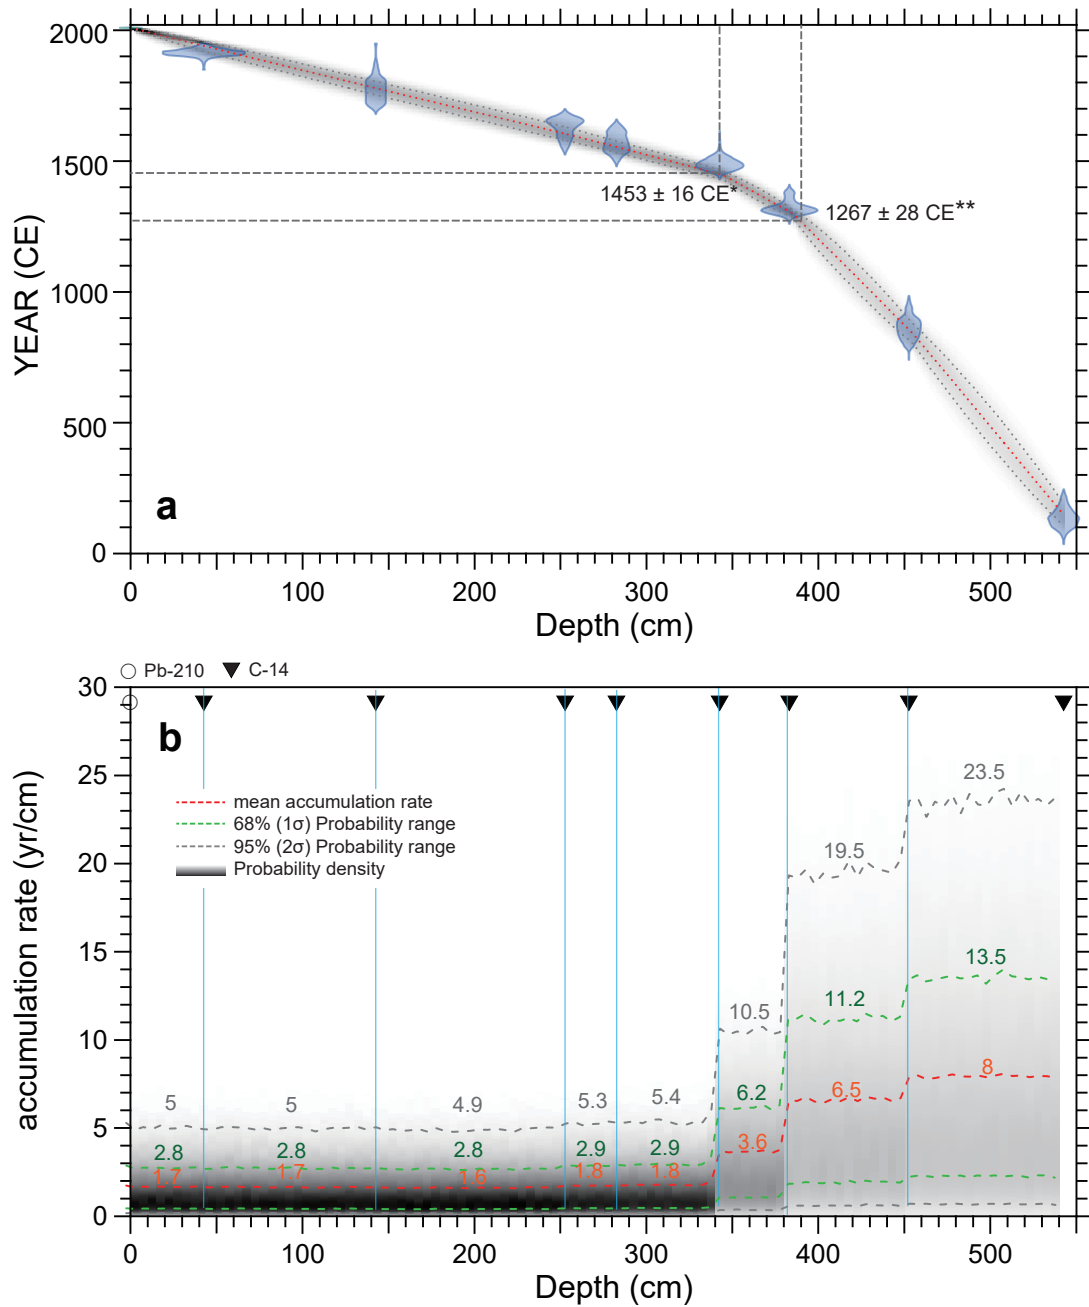 2000
1500
1000
500
0
YEAR (CE)
1453 ± 16 CE*
1267 ± 28 CE**
a
0 100 200 300 400 500
Depth (cm)
Pb-210 C-14
30
25
20
15
10
5
0
accumulation rate (yr/cm)
b
mean accumulation rate
68% (1σ) Probability range
95% (2σ) Probability range
Probability density
5 5 4.9 5.3 5.4 10.5 19.5 23.5
2.8 2.8 2.8 2.9 2.9 6.2 11.2 13.5
1.7 1.7 1.6 1.8 1.8 3.6 6.5 8
0 100 200 300 400 500
Depth (cm)